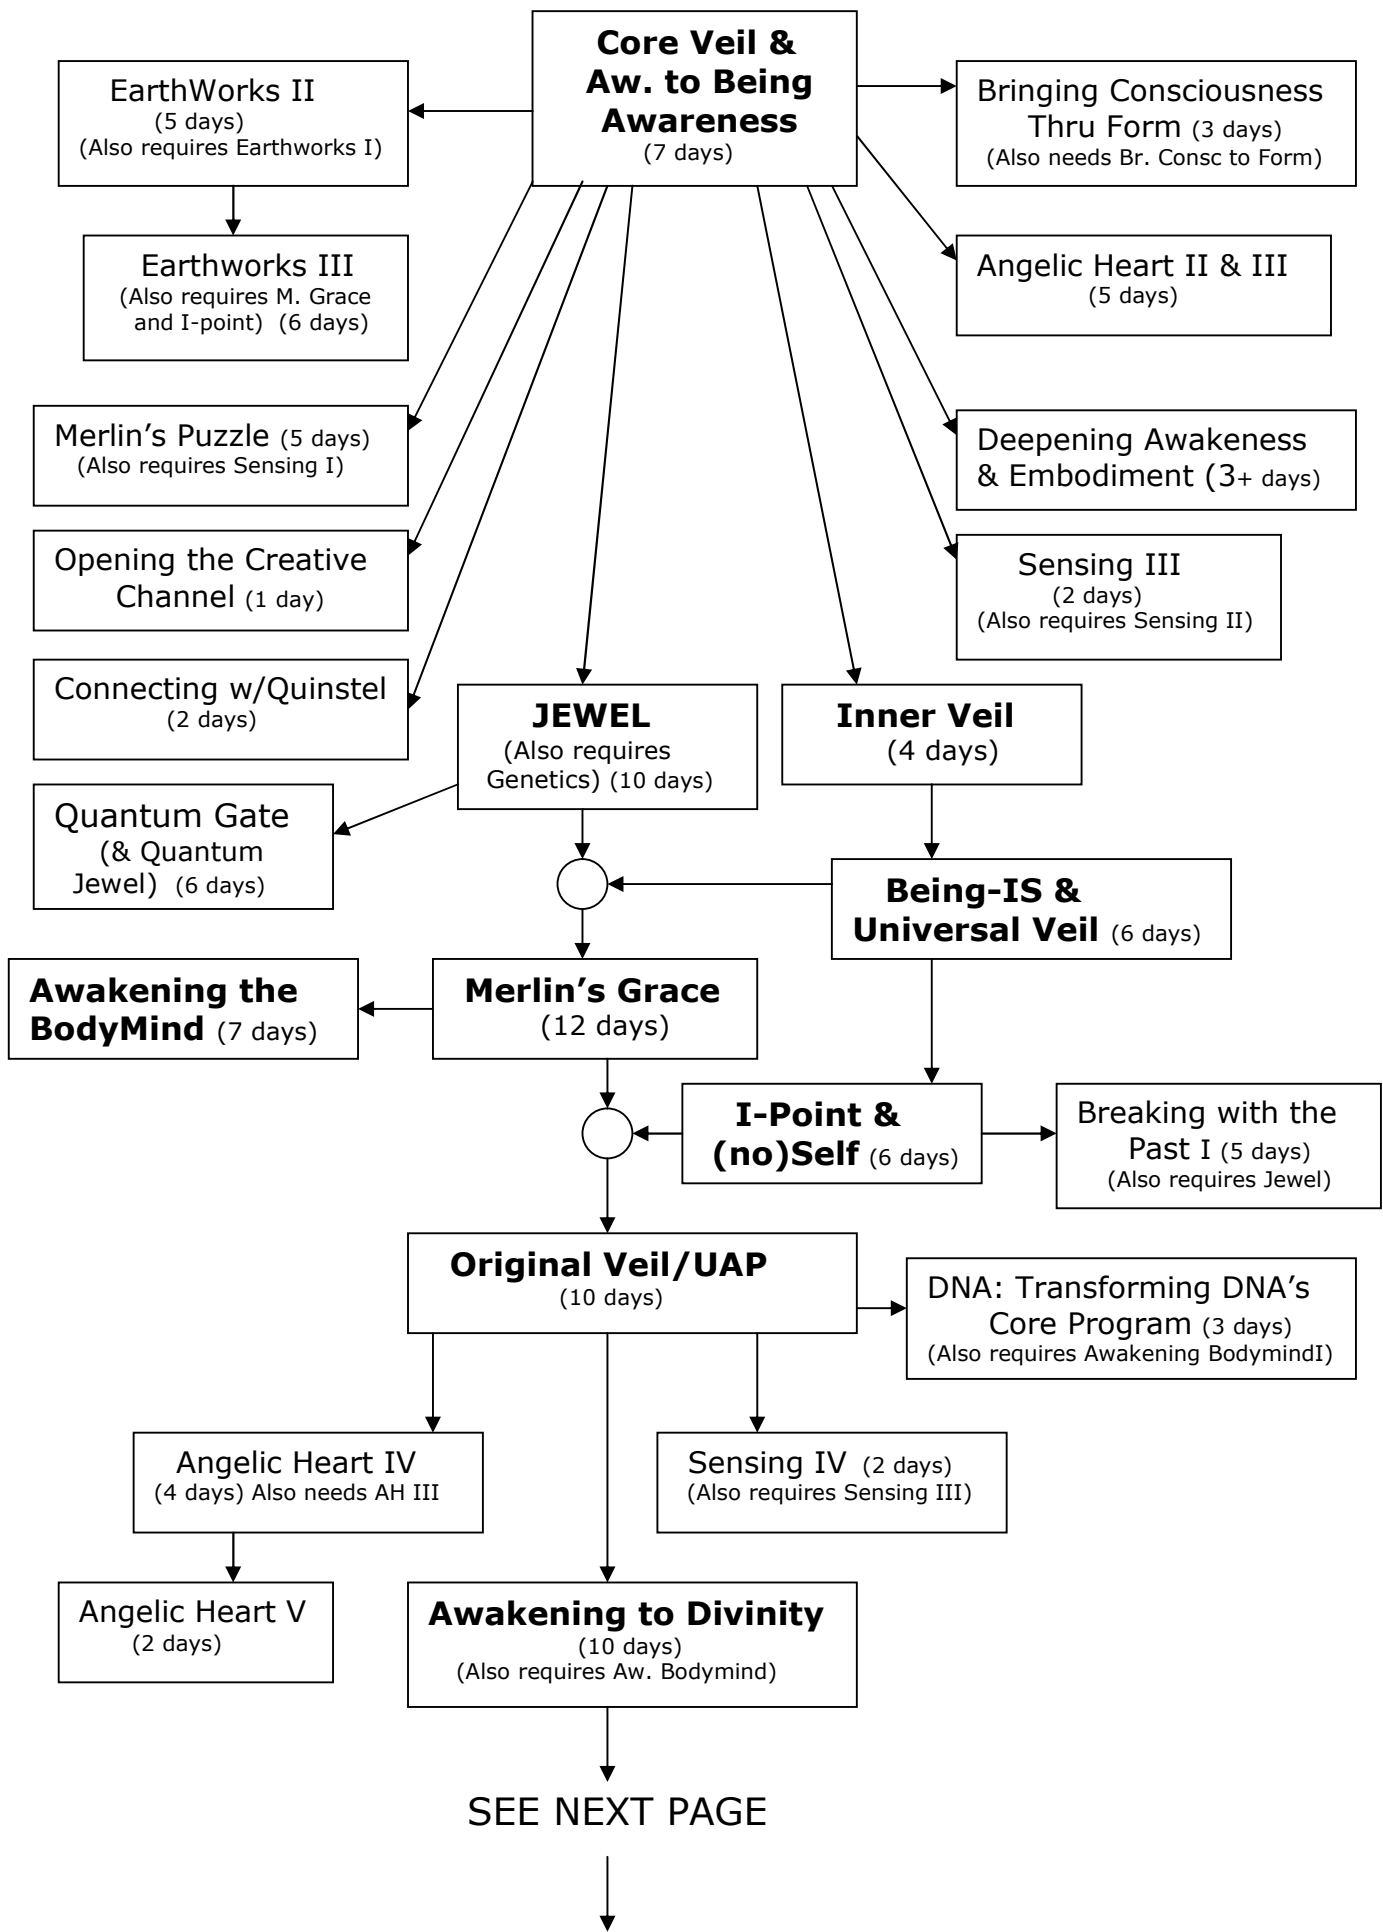 Core Veil &
Aw. to Being
Awareness
(7 days)
EarthWorks II
(5 days)
(Also requires Earthworks I)
Bringing Consciousness
Thru Form (3 days)
(Also needs Br. Consc to Form)
Earthworks III
(Also requires M. Grace
and I-point) (6 days)
Angelic Heart II & III
(5 days)
Merlin’s Puzzle (5 days)
(Also requires Sensing I)
Deepening Awakeness
& Embodiment (3+ days)
Opening the Creative
Channel (1 day)
Sensing III
(2 days)
(Also requires Sensing II)
Connecting w/Quinstel
(2 days)
JEWEL
(Also requires
Genetics) (10 days)
Inner Veil
(4 days)
Quantum Gate
(& Quantum
Jewel) (6 days)
Being-IS &
Universal Veil (6 days)
Awakening the
BodyMind (7 days)
Merlin’s Grace
(12 days)
I-Point &
(no)Self (6 days)
Breaking with the
Past I (5 days)
(Also requires Jewel)
Original Veil/UAP
(10 days)
DNA: Transforming DNA’s
Core Program (3 days)
(Also requires Awakening BodymindI)
Angelic Heart IV
(4 days) Also needs AH III
Sensing IV (2 days)
(Also requires Sensing III)
Angelic Heart V
(2 days)
Awakening to Divinity
(10 days)
(Also requires Aw. Bodymind)
SEE NEXT PAGE